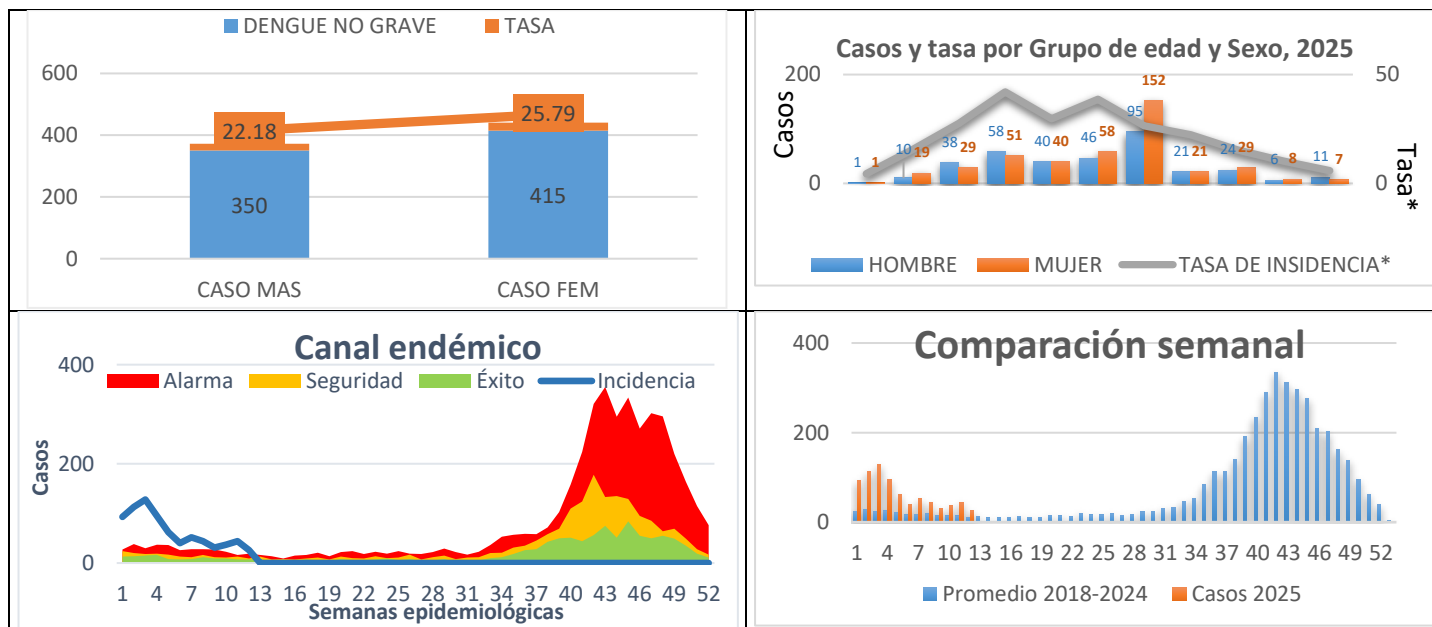 DENGUE NO GRAVE TASA
600
400
200
0
22.18
25.79
350
415
CASO MAS CASO FEM
Casos y tasa por Grupo de edad y Sexo, 2025
Casos
200
0
50
0
Tasa*
1 1 10 19 38 29 58 51 40 40 46 58 95 152 21 21 24 29 6 8 11 7
HOMBRE MUJER TASA DE INSIDENCIA*
Canal endémico
Alarma Seguridad Éxito Incidencia
Casos
400
200
0
1 4 7 10 13 16 19 22 25 28 31 34 37 40 43 46 49 52
Semanas epidemiológicas
Comparación semanal
400
200
0
1 4 7 10 13 16 19 22 25 28 31 34 37 40 43 46 49 52
Promedio 2018-2024 Casos 2025